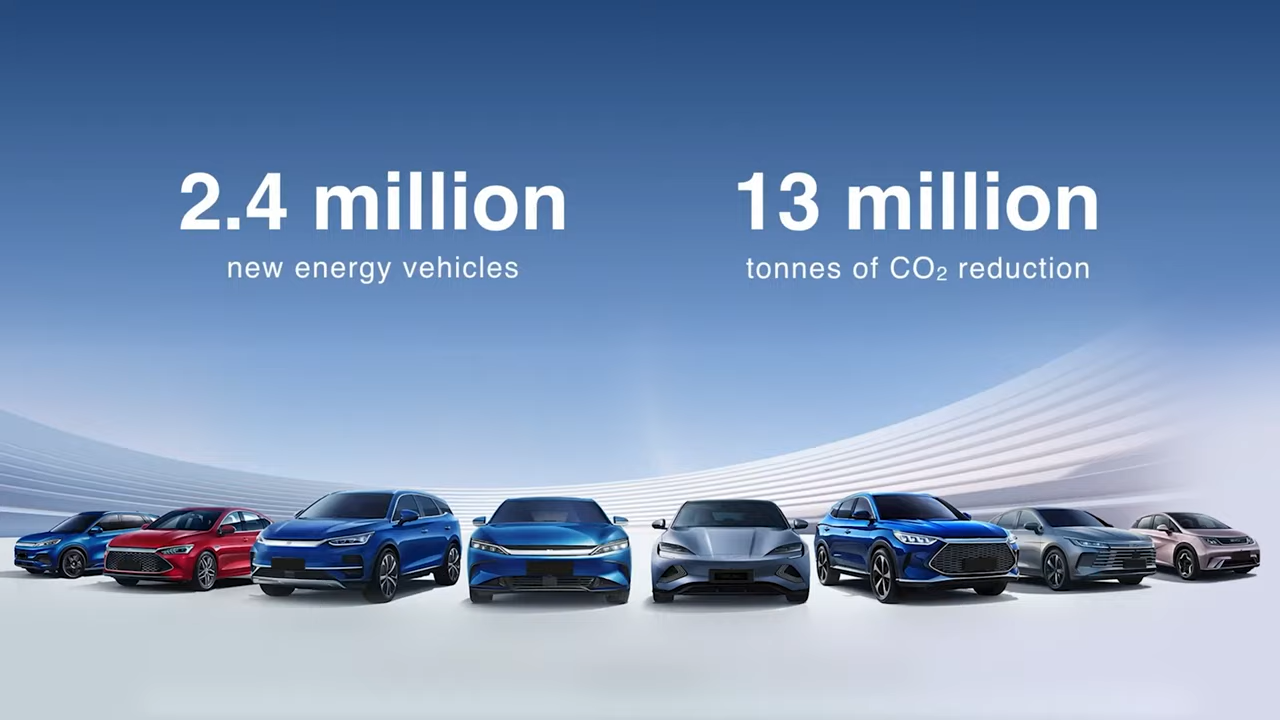 2.4 million
new energy vehicles
13 million
tonnes of CO₂ reduction